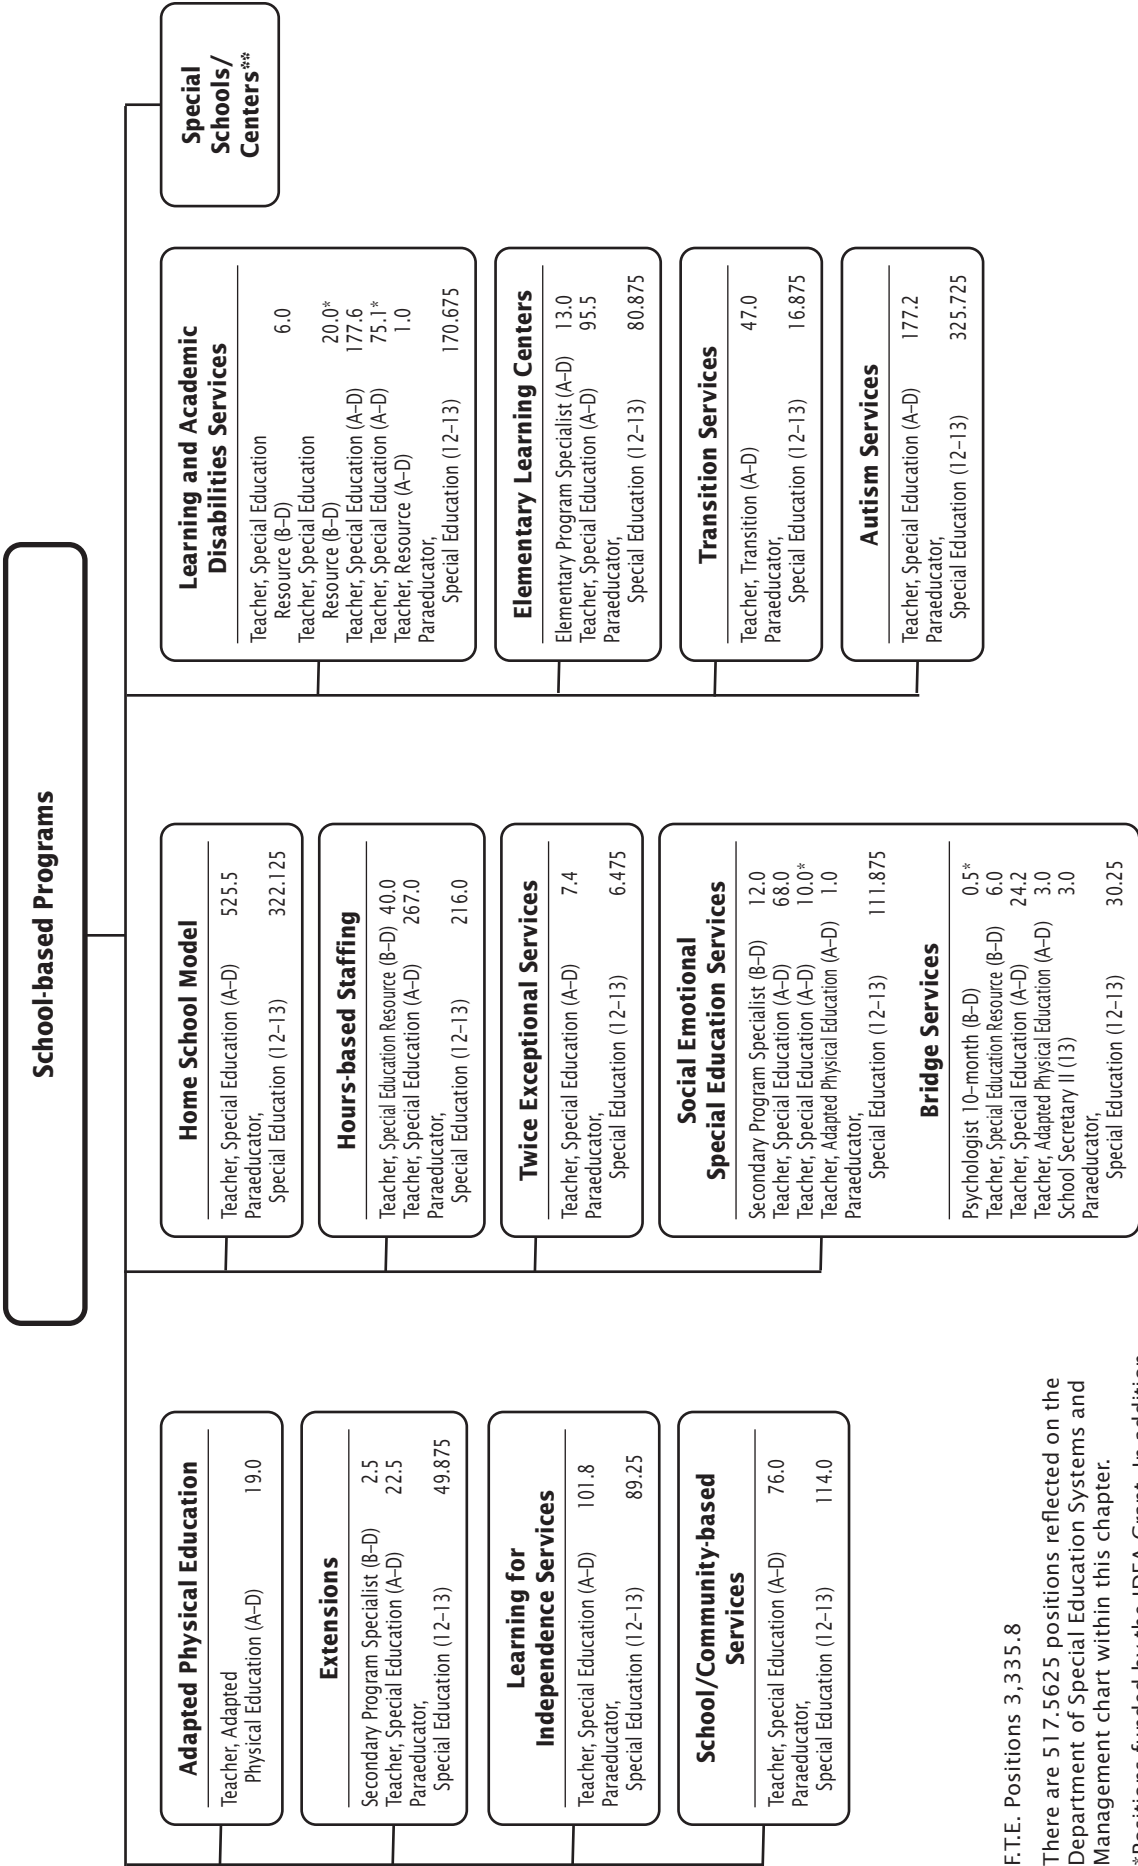 School-based Programs
Adapted Physical Education
Teacher, Adapted
Physical Education (A–D) 19.0
Extensions
Secondary Program Specialist (B–D) 2.5
Teacher, Special Education (A–D) 22.5
Paraeducator,
Special Education (12–13) 49.875
Learning for
Independence Services
Teacher, Special Education (A–D) 101.8
Paraeducator,
Special Education (12–13) 89.25
School/Community-based
Services
Teacher, Special Education (A–D) 76.0
Paraeducator,
Special Education (12–13) 114.0
Home School Model
Teacher, Special Education (A–D) 525.5
Paraeducator,
Special Education (12–13) 322.125
Hours-based Staffing
Teacher, Special Education Resource (B–D) 40.0
Teacher, Special Education (A–D) 267.0
Paraeducator,
Special Education (12–13) 216.0
Twice Exceptional Services
Teacher, Special Education (A–D) 7.4
Paraeducator,
Special Education (12–13) 6.475
Social Emotional
Special Education Services
Secondary Program Specialist (B–D) 12.0
Teacher, Special Education (A–D) 68.0
Teacher, Special Education (A–D) 10.0*
Teacher, Adapted Physical Education (A–D) 1.0
Paraeducator,
Special Education (12–13) 111.875
Bridge Services
Psychologist 10–month (B–D) 0.5*
Teacher, Special Education Resource (B–D) 6.0
Teacher, Special Education (A–D) 24.2
Teacher, Adapted Physical Education (A–D) 3.0
School Secretary II (13) 3.0
Paraeducator,
Special Education (12–13) 30.25
Learning and Academic
Disabilities Services
Teacher, Special Education
Resource (B–D) 6.0
Teacher, Special Education
Resource (B–D) 20.0*
Teacher, Special Education (A–D) 177.6
Teacher, Special Education (A–D) 75.1*
Teacher, Resource (A–D) 1.0
Paraeducator,
Special Education (12–13) 170.675
Elementary Learning Centers
Elementary Program Specialist (A–D) 13.0
Teacher, Special Education (A–D) 95.5
Paraeducator,
Special Education (12–13) 80.875
Transition Services
Teacher, Transition (A–D) 47.0
Paraeducator,
Special Education (12–13) 16.875
Autism Services
Teacher, Special Education (A–D) 177.2
Paraeducator,
Special Education (12–13) 325.725
Special
Schools/
Centers**
F.T.E. Positions 3,335.8
There are 517.5625 positions reflected on the
Department of Special Education Systems and
Management chart within this chapter.
*Positions funded by the IDEA Grant. In addition